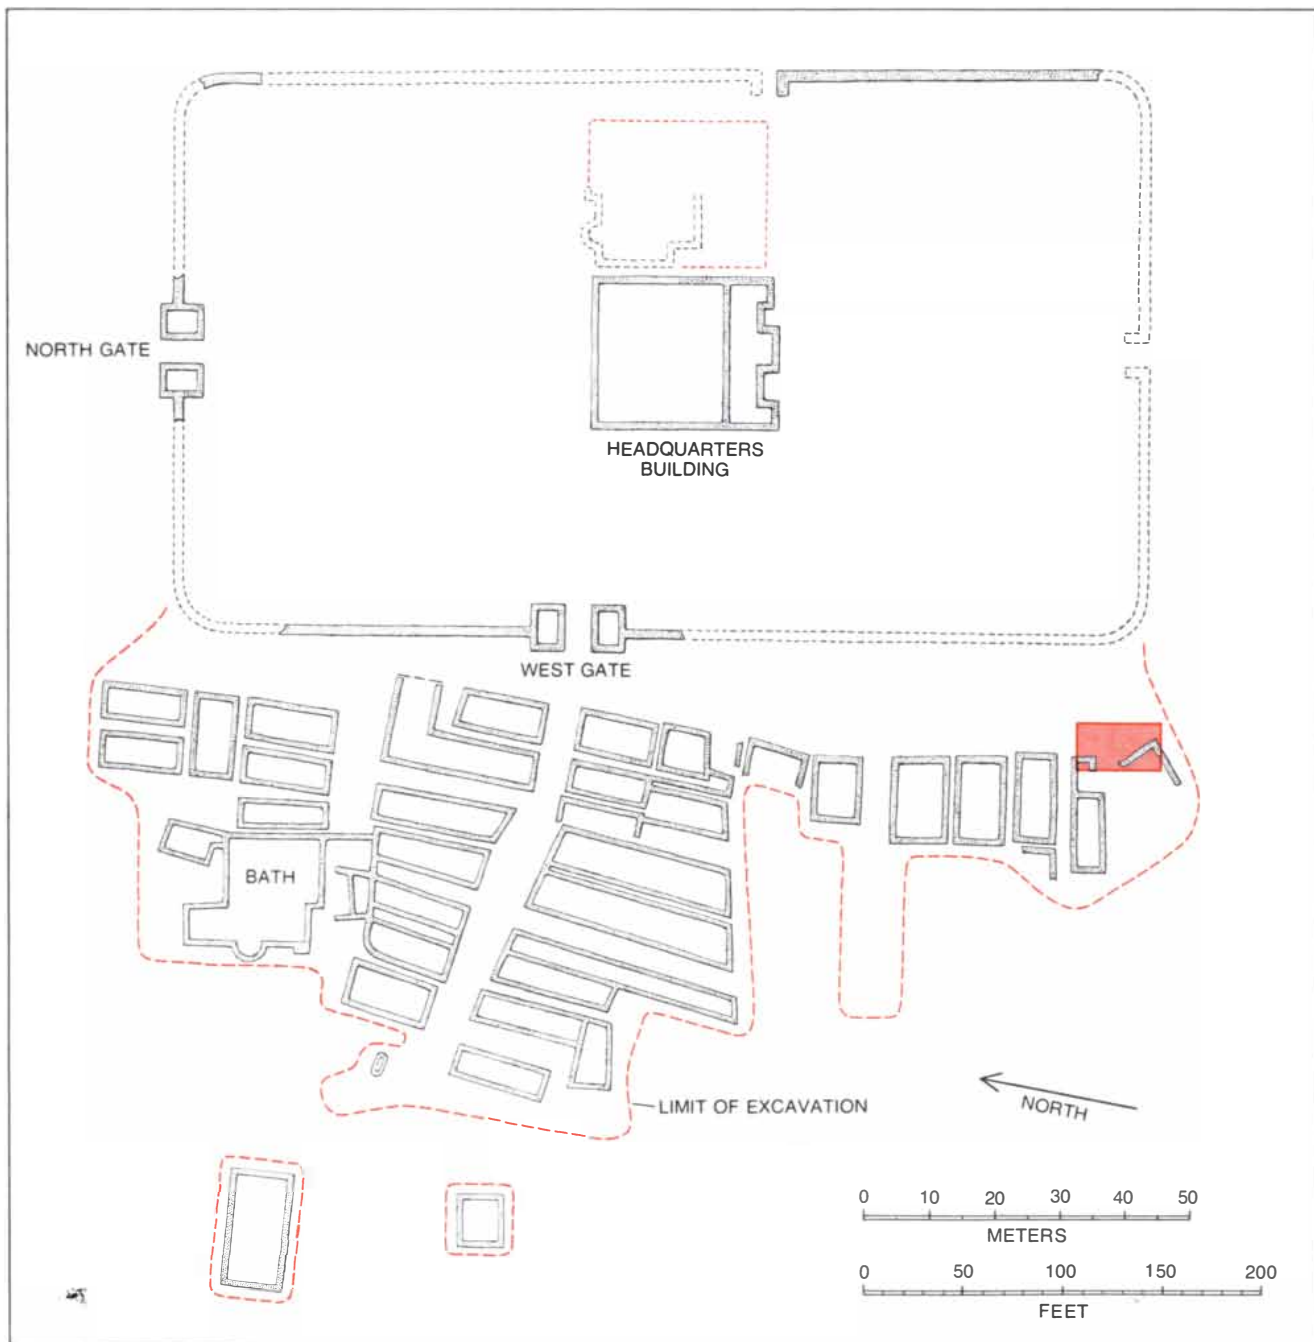 NORTH GATE
HEADQUARTERS
BUILDING
WEST GATE
BATH
LIMIT OF EXCAVATION
NORTH
0 10 20 30 40 50
METERS
0 50 100 150 200
FEET